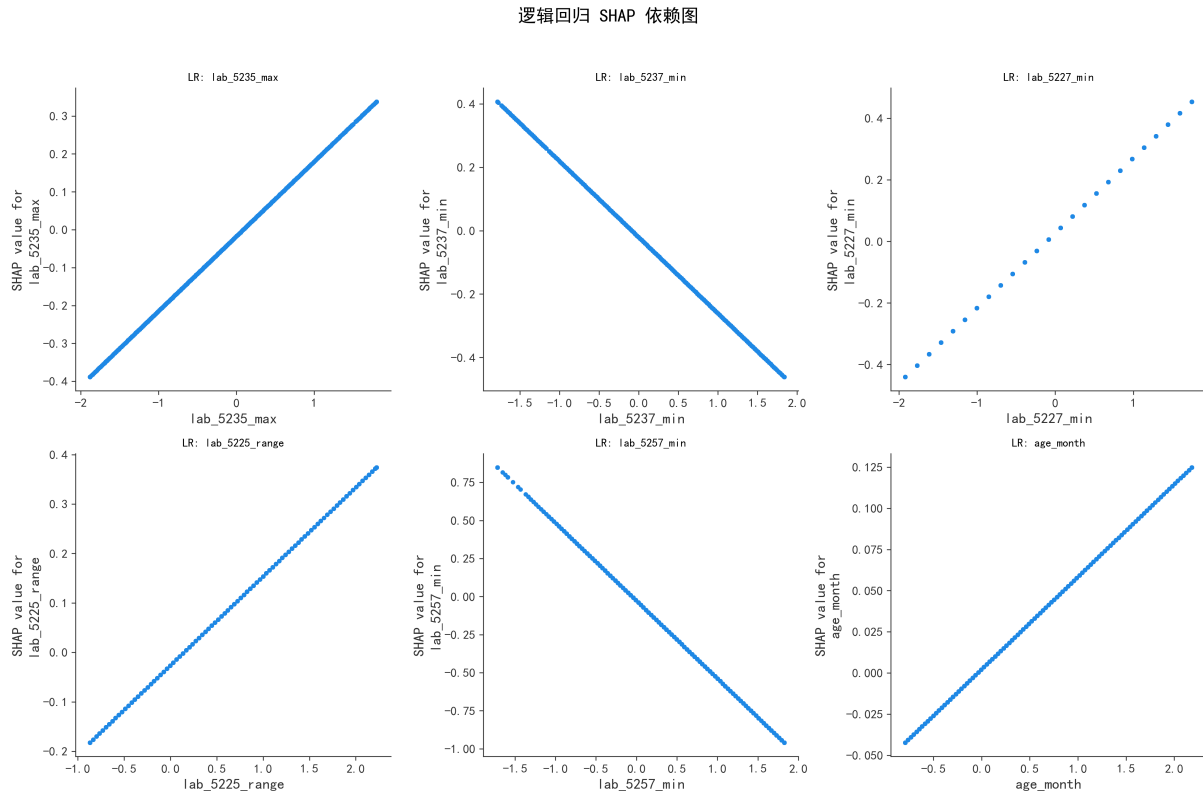 逻辑回归 SHAP 依赖图
LR: lab_5235_max
SHAP value for
lab_5235_max
0.3
0.2
0.1
0.0
−0.1
−0.2
−0.3
−0.4
−2 −1 0 1
lab_5235_max
LR: lab_5237_min
SHAP value for
lab_5237_min
0.4
0.2
0.0
−0.2
−0.4
−1.5 −1.0 −0.5 0.0 0.5 1.0 1.5 2.0
lab_5237_min
LR: lab_5227_min
SHAP value for
lab_5227_min
0.4
0.2
0.0
−0.2
−0.4
−2 −1 0 1
lab_5227_min
LR: lab_5225_range
SHAP value for
lab_5225_range
0.4
0.3
0.2
0.1
0.0
−0.1
−0.2
−1.0 −0.5 0.0 0.5 1.0 1.5 2.0
lab_5225_range
LR: lab_5257_min
SHAP value for
lab_5257_min
0.75
0.50
0.25
0.00
−0.25
−0.50
−0.75
−1.00
−1.5 −1.0 −0.5 0.0 0.5 1.0 1.5 2.0
lab_5257_min
LR: age_month
SHAP value for
age_month
0.125
0.100
0.075
0.050
0.025
0.000
−0.025
−0.050
−0.5 0.0 0.5 1.0 1.5 2.0
age_month